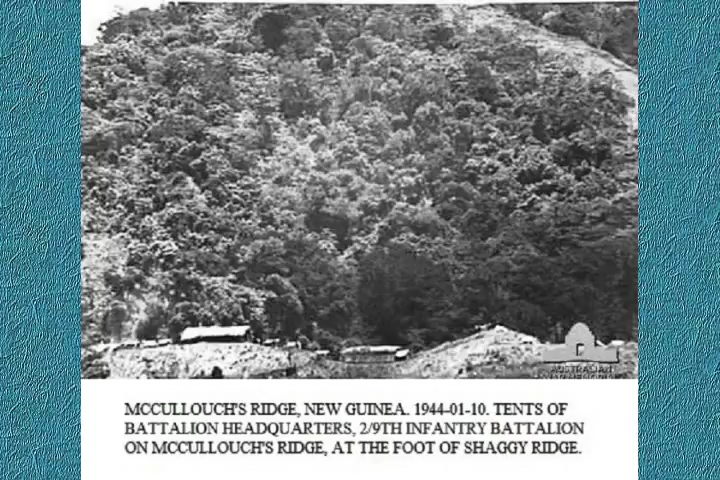 AUSTRALIAN
MCCULLOUCH'S RIDGE, NEW GUINEA. 1944-01-10. TENTS OF
BATTALION HEADQUARTERS, 2/9TH INFANTRY BATTALION
ON MCCULLOUCH'S RIDGE, AT THE FOOT OF SHAGGY RIDGE.